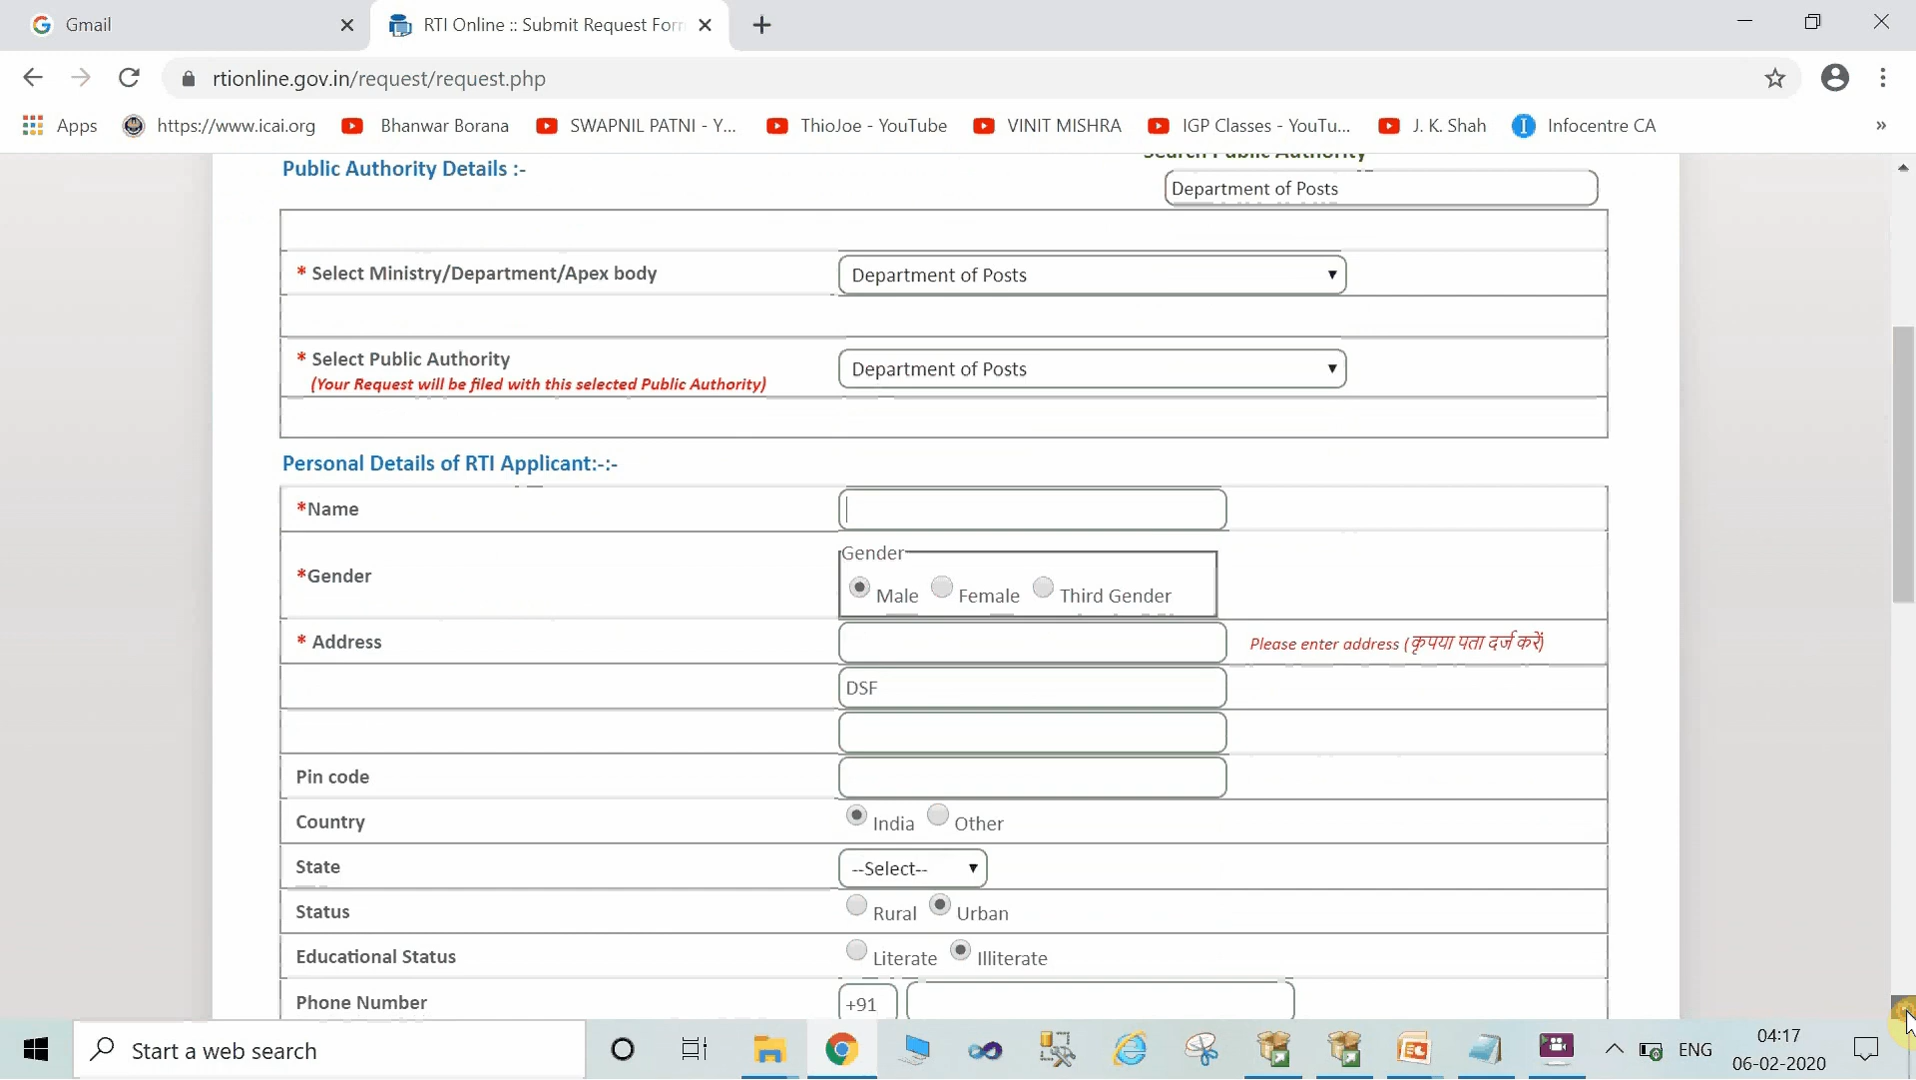 Gmail
RTI Online :: Submit Request Form
rtionline.gov.in/request/request.php
Apps https://www.icai.org Bhanwar Borana SWAPNIL PATNI - Y... ThioJoe - YouTube VINIT MISHRA IGP Classes - YouTu... J. K. Shah Infocentre CA »
Search Public Authority
Public Authority Details :-
Department of Posts
* Select Ministry/Department/Apex body Department of Posts
* Select Public Authority Department of Posts
(Your Request will be filed with this selected Public Authority)
Personal Details of RTI Applicant:-:-
*Name
Gender
*Gender Male Female Third Gender
* Address Please enter address (कृपया पता दर्ज करें)
DSF
Pin code
Country India Other
State --Select--
Status Rural Urban
Educational Status Literate Illiterate
Phone Number +91
Start a web search ENG 04:17
06-02-2020